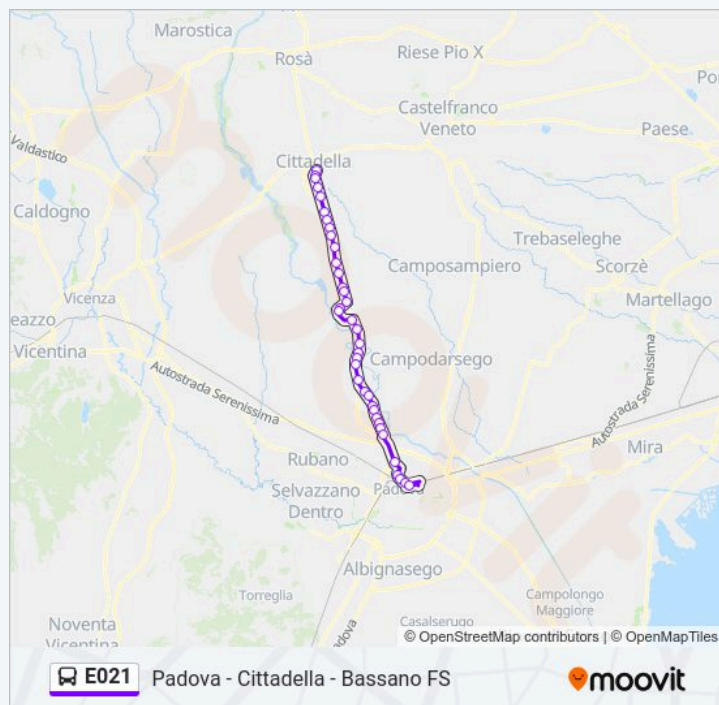 Marostica
Riese Pio X
Rosà
Castelfranco
Veneto
Paese
Valdastico
Cittadella
Caldogno
Trebaseleghe
Camposampiero
Scorzè
Vicenza
Martellago
eazzo
Vicentina
Campodarsego
Autostrada Serenissima
Autostrada Serenissima
Mira
Rubano
Selvazzano
Dentro
Albignasego
Torreglia
Campolongo
Maggiore
Noventa
Vicentina
Casalserugo
© OpenStreetMap contributors | © OpenMapTiles
E021 Padova - Cittadella - Bassano FS moovit